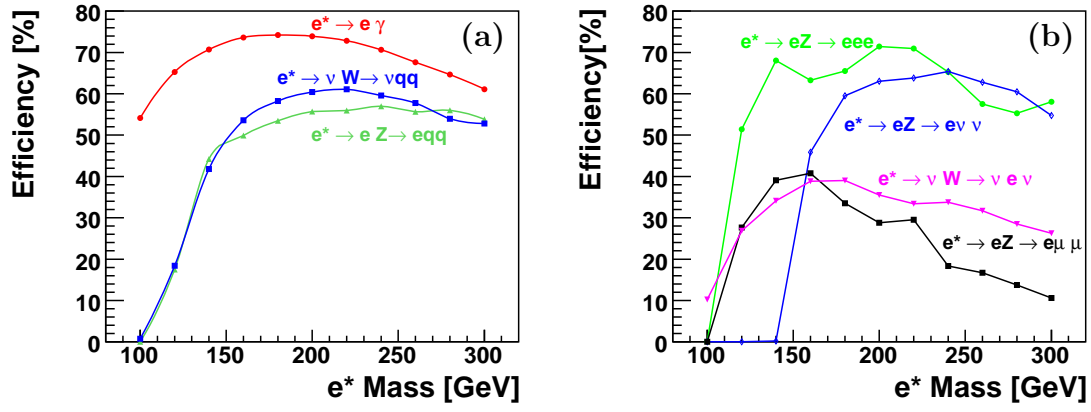 Efficiency [%]
80
70
60
50
40
30
20
10
0
100
150
200
250
300
e* Mass [GeV]
(a)
e* → e γ
e* → ν W → νqq
e* → e Z → eqq
Efficiency[%]
80
70
60
50
40
30
20
10
0
100
150
200
250
300
e* Mass [GeV]
(b)
e* → eZ → eee
e* → eZ → eν ν
e* → ν W → ν e ν
e* → eZ → eμ μ